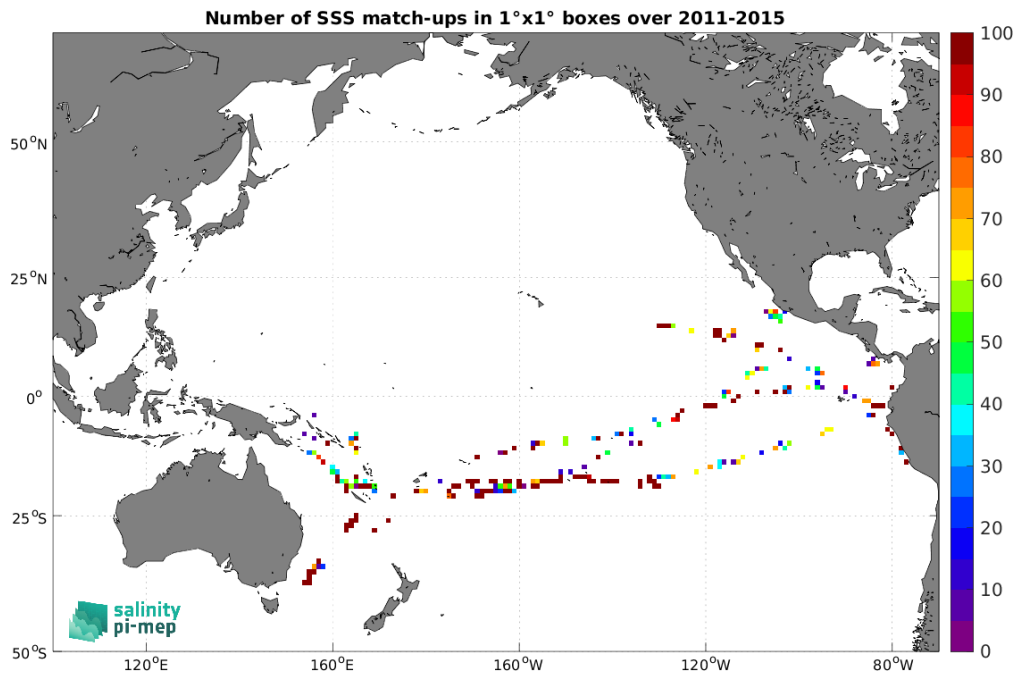 Number of SSS match-ups in 1°x1° boxes over 2011-2015
50°N
25°N
0°
25°S
50°S
120°E
160°E
160°W
120°W
80°W
100
90
80
70
60
50
40
30
20
10
0
salinity
pi-mep